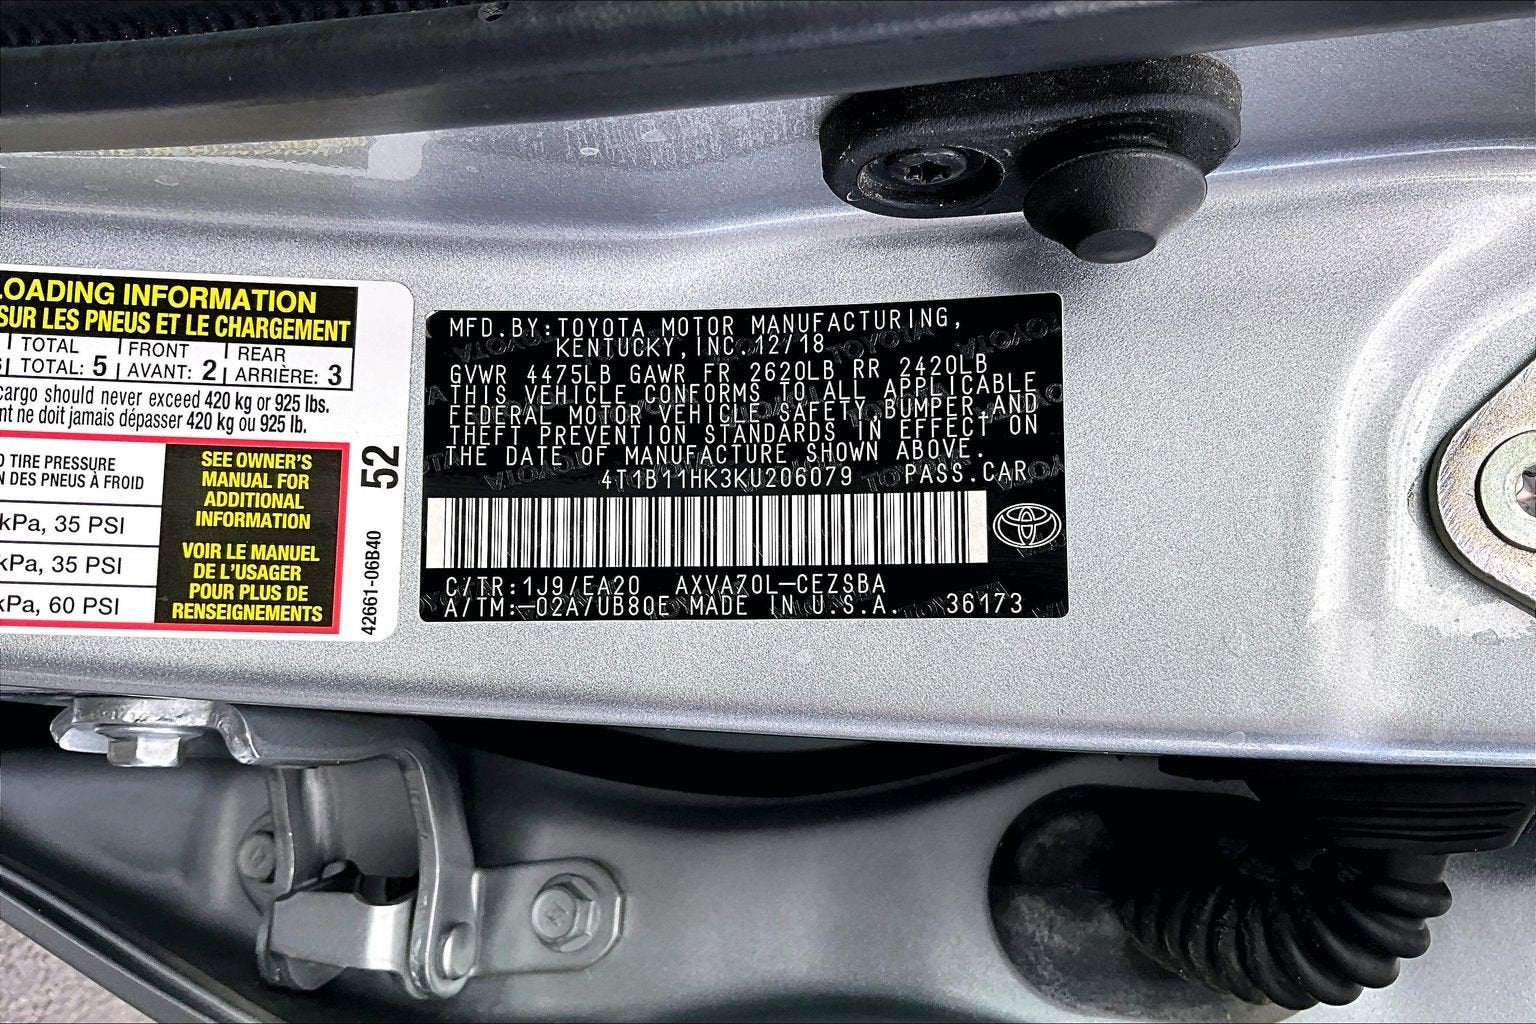 LOADING INFORMATION
SUR LES PNEUS ET LE CHARGEMENT
TOTAL FRONT REAR
TOTAL: 5 AVANT: 2 ARRIÈRE: 3
cargo should never exceed 420 kg or 925 lbs.
nt ne doit jamais dépasser 420 kg ou 925 lb.
TIRE PRESSURE
DES PNEUS À FROID
kPa, 35 PSI
kPa, 35 PSI
kPa, 60 PSI
SEE OWNER'S
MANUAL FOR
ADDITIONAL
INFORMATION
VOIR LE MANUEL
DE L'USAGER
POUR PLUS DE
RENSEIGNEMENTS
52
42661-06B40
MFD.BY:TOYOTA MOTOR MANUFACTURING,
KENTUCKY,INC.12/18
GVWR 4475LB GAWR FR 2620LB RR 2420LB
THIS VEHICLE CONFORMS TO ALL APPLICABLE
FEDERAL MOTOR VEHICLE SAFETY,BUMPER,AND
THEFT PREVENTION STANDARDS IN EFFECT ON
THE DATE OF MANUFACTURE SHOWN ABOVE.
4T1B11HK3KU206079 PASS.CAR
C/TR:1J9/EA20 AXVA70L-CEZSBA
A/TM:-02A/UB80E MADE IN U.S.A. 36173